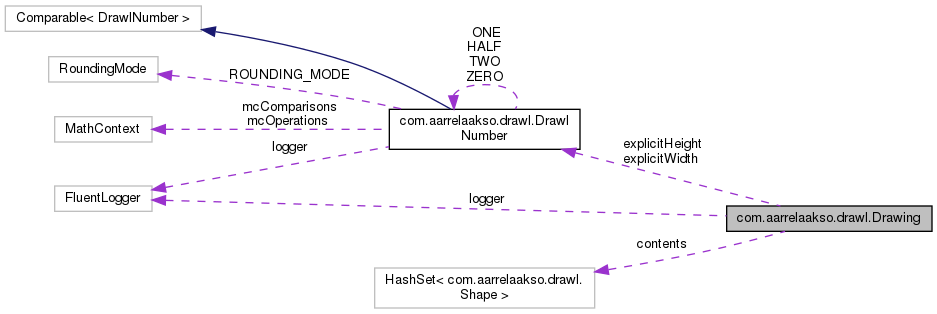 Comparable< DrawlNumber >
ONE
HALF
TWO
ZERO
RoundingMode
ROUNDING_MODE
mcComparisons
mcOperations
MathContext
com.aarrelaakso.drawl.Drawl
Number
logger
explicitHeight
explicitWidth
FluentLogger
logger
com.aarrelaakso.drawl.Drawing
contents
HashSet< com.aarrelaakso.drawl.
Shape >